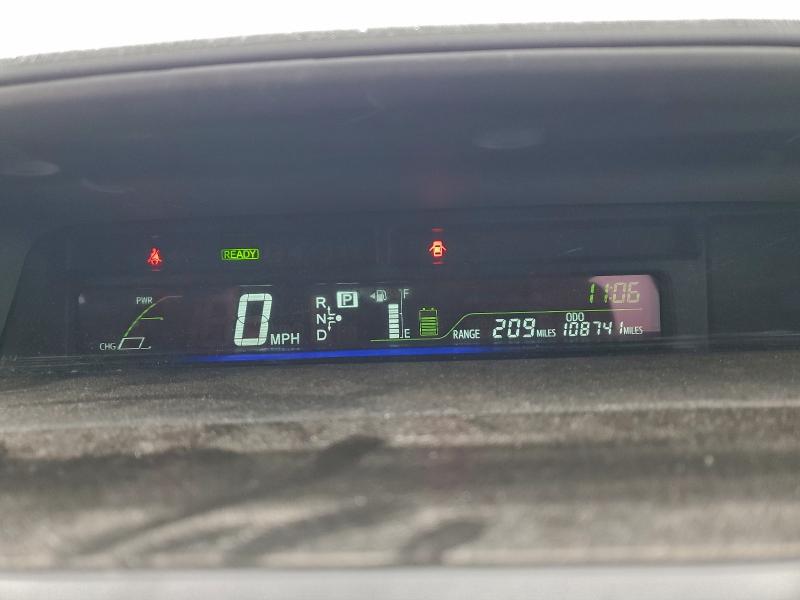 READY
11:06
PWR
CHG
0 MPH
R P
N
D
F
E
RANGE 209 MILES
ODO
108741 MILES